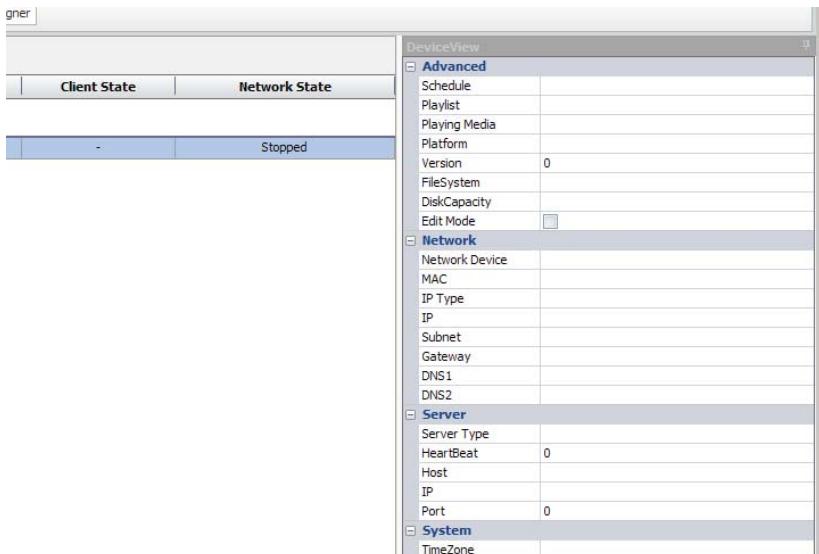 gner
DeviceView
Client State Network State
- Stopped
Advanced
Schedule
Playlist
Playing Media
Platform
Version 0
FileSystem
DiskCapacity
Edit Mode
Network
Network Device
MAC
IP Type
IP
Subnet
Gateway
DNS1
DNS2
Server
Server Type
HeartBeat 0
Host
IP
Port 0
System
TimeZone